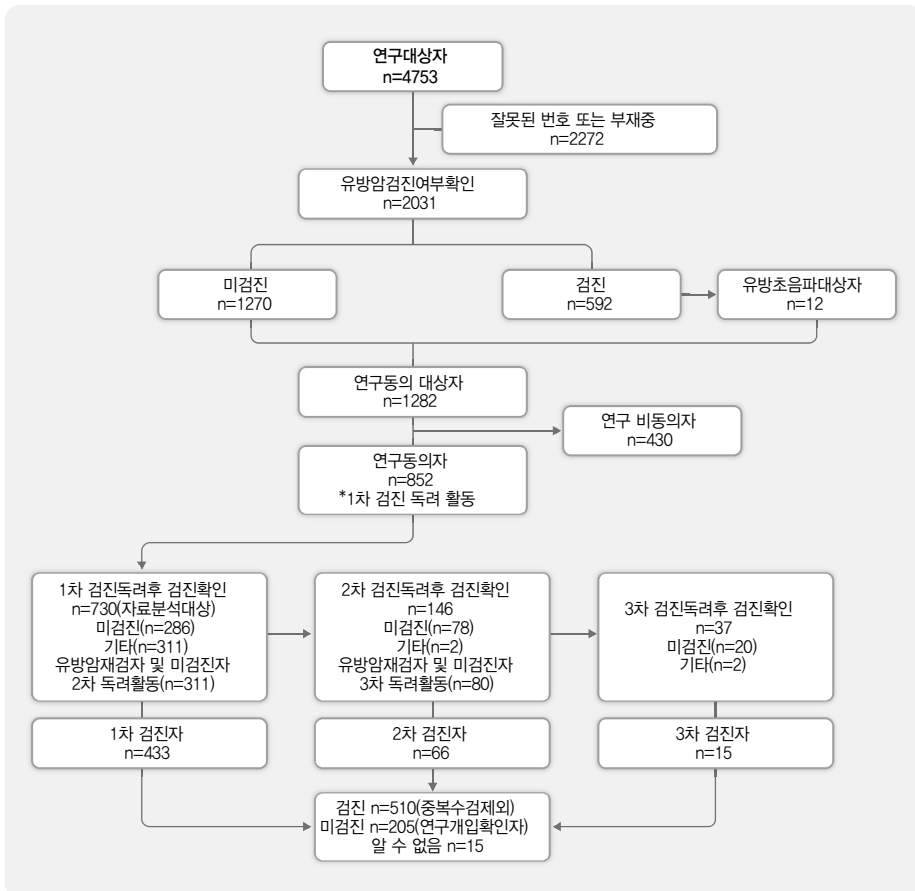 연구대상자
n=4753
잘못된 번호 또는 부재중
n=2272
유방암검진여부확인
n=2031
미검진
n=1270
검진
n=592
유방초음파대상자
n=12
연구동의 대상자
n=1282
연구 비동의자
n=430
연구동의자
n=852
*1차 검진 독려 활동
1차 검진독려후 검진확인
n=730(자료분석대상)
미검진(n=286)
기타(n=311)
유방암재검자 및 미검진자
2차 독려활동(n=311)
2차 검진독려후 검진확인
n=146
미검진(n=78)
기타(n=2)
유방암재검자 및 미검진자
3차 독려활동(n=80)
3차 검진독려후 검진확인
n=37
미검진(n=20)
기타(n=2)
1차 검진자
n=433
2차 검진자
n=66
3차 검진자
n=15
검진 n=510(중복수검제외)
미검진 n=205(연구개입확인자)
알 수 없음 n=15